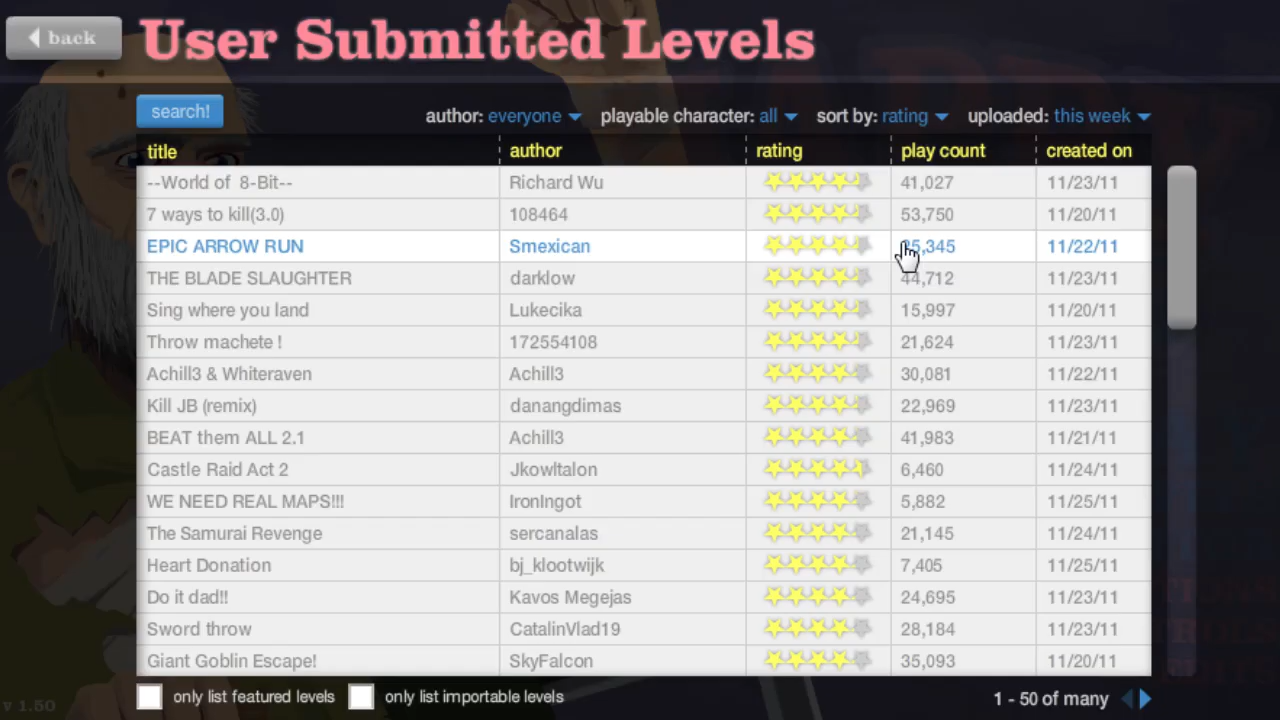 back
User Submitted Levels
search!
author: everyone playable character: all sort by: rating uploaded: this week
title author rating play count created on
--World of 8-Bit-- Richard Wu 41,027 11/23/11
7 ways to kill(3.0) 108464 53,750 11/20/11
EPIC ARROW RUN Smexican 11/22/11
THE BLADE SLAUGHTER darklow 44,712 11/23/11
Sing where you land Lukecika 15,997 11/20/11
Throw machete ! 172554108 21,624 11/23/11
Achill3 & Whiteraven Achill3 30,081 11/22/11
Kill JB (remix) danangdimas 22,969 11/23/11
BEAT them ALL 2.1 Achill3 41,983 11/21/11
Castle Raid Act 2 Jkowltalon 6,460 11/24/11
WE NEED REAL MAPS!!! IronIngot 5,882 11/25/11
The Samurai Revenge sercanalas 21,145 11/24/11
Heart Donation bj_klootwijk 7,405 11/25/11
Do it dad!! Kavos Megejas 24,695 11/23/11
Sword throw CatalinVlad19 28,184 11/23/11
Giant Goblin Escape! SkyFalcon 35,093 11/20/11
only list featured levels only list importable levels 1 - 50 of many
v 1.50